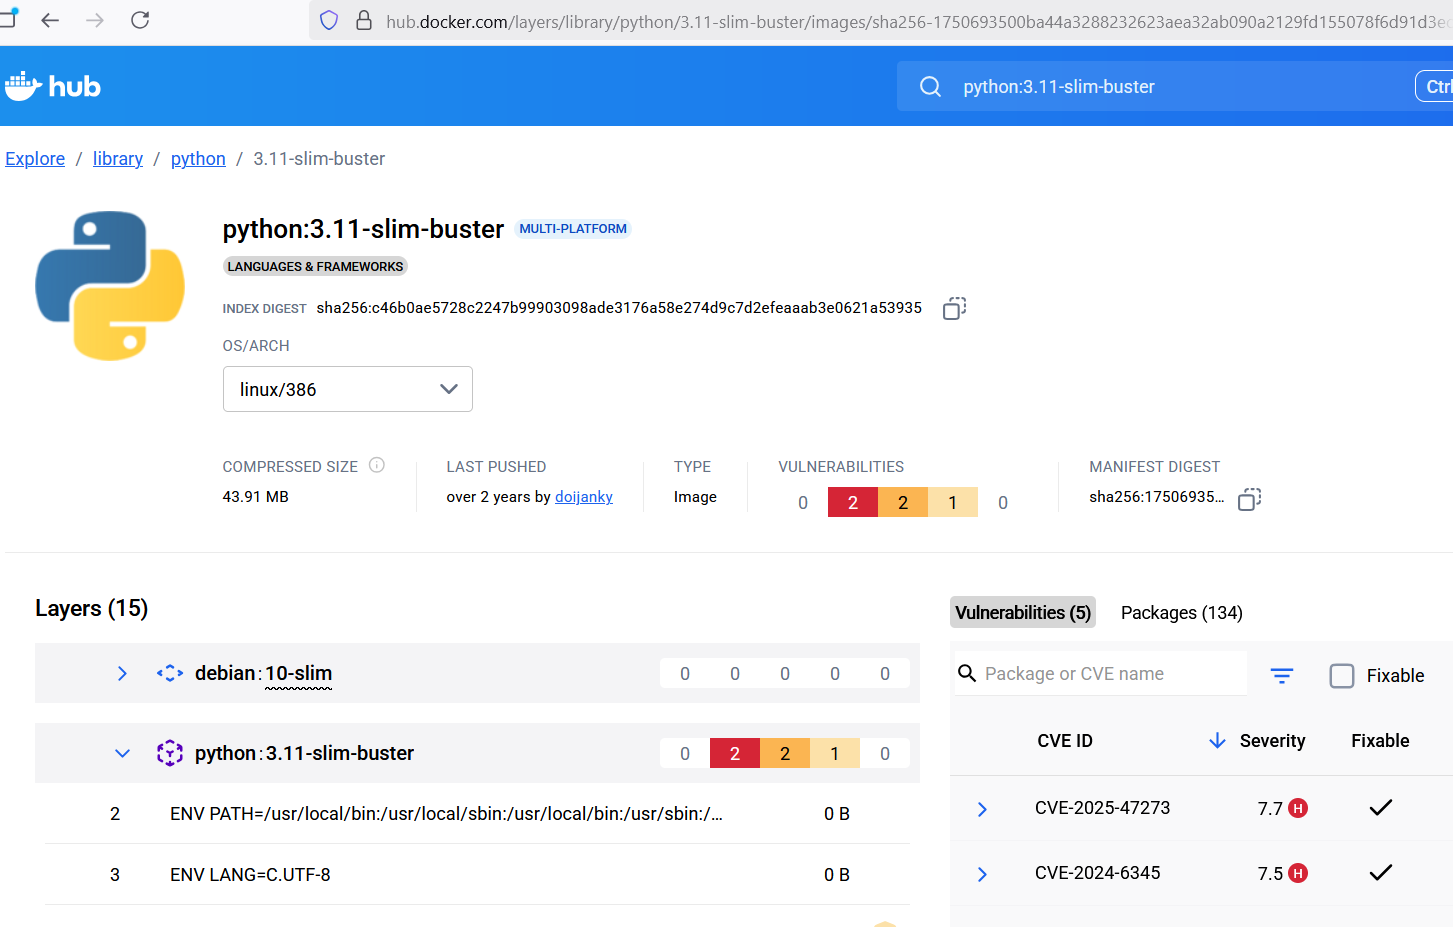 hub.docker.com/layers/library/python/3.11-slim-buster/images/sha256-1750693500ba44a3288232623aea32ab090a2129fd155078f6d91d3e
hub
python:3.11-slim-buster
Ctr
Explore / library / python / 3.11-slim-buster
python:3.11-slim-buster MULTI-PLATFORM
LANGUAGES & FRAMEWORKS
INDEX DIGEST sha256:c46b0ae5728c2247b99903098ade3176a58e274d9c7d2efeaaab3e0621a53935
OS/ARCH
linux/386
COMPRESSED SIZE
43.91 MB
LAST PUSHED
over 2 years by doijanky
TYPE
Image
VULNERABILITIES
0 2 2 1 0
MANIFEST DIGEST
sha256:17506935...
Layers (15)
debian:10-slim 0 0 0 0 0
python:3.11-slim-buster 0 2 2 1 0
2 ENV PATH=/usr/local/bin:/usr/local/sbin:/usr/local/bin:/usr/sbin:/... 0 B
3 ENV LANG=C.UTF-8 0 B
Vulnerabilities (5) Packages (134)
Package or CVE name
Fixable
CVE ID Severity Fixable
CVE-2025-47273 7.7 H
CVE-2024-6345 7.5 H